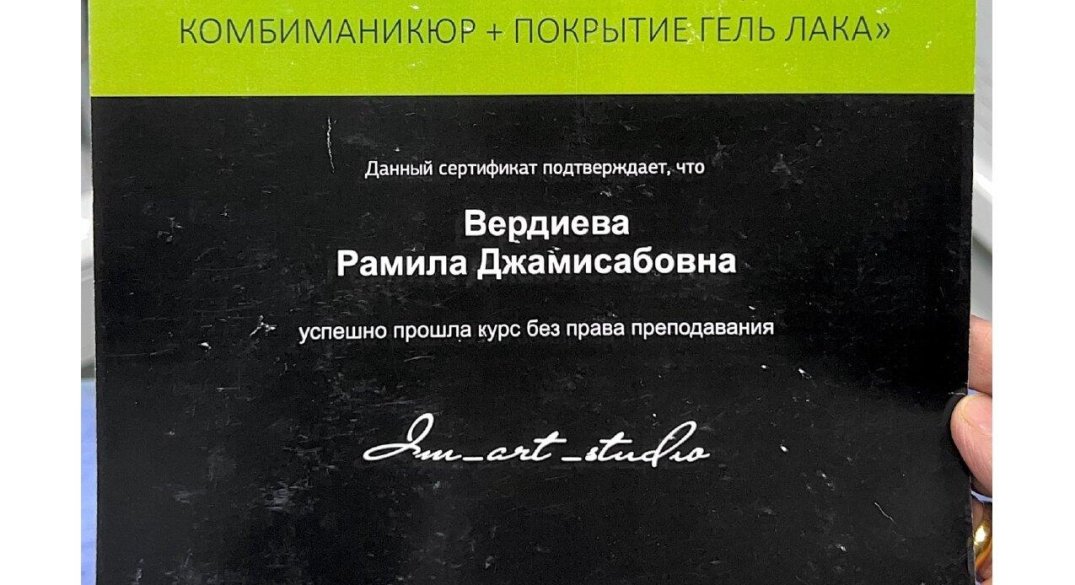 КОМБИМАНИКЮР + ПОКРЫТИЕ ГЕЛЬ ЛАКА»
Данный сертификат подтверждает, что
Вердиева
Рамила Джамисабовна
успешно прошла курс без права преподавания
Im_art_studio